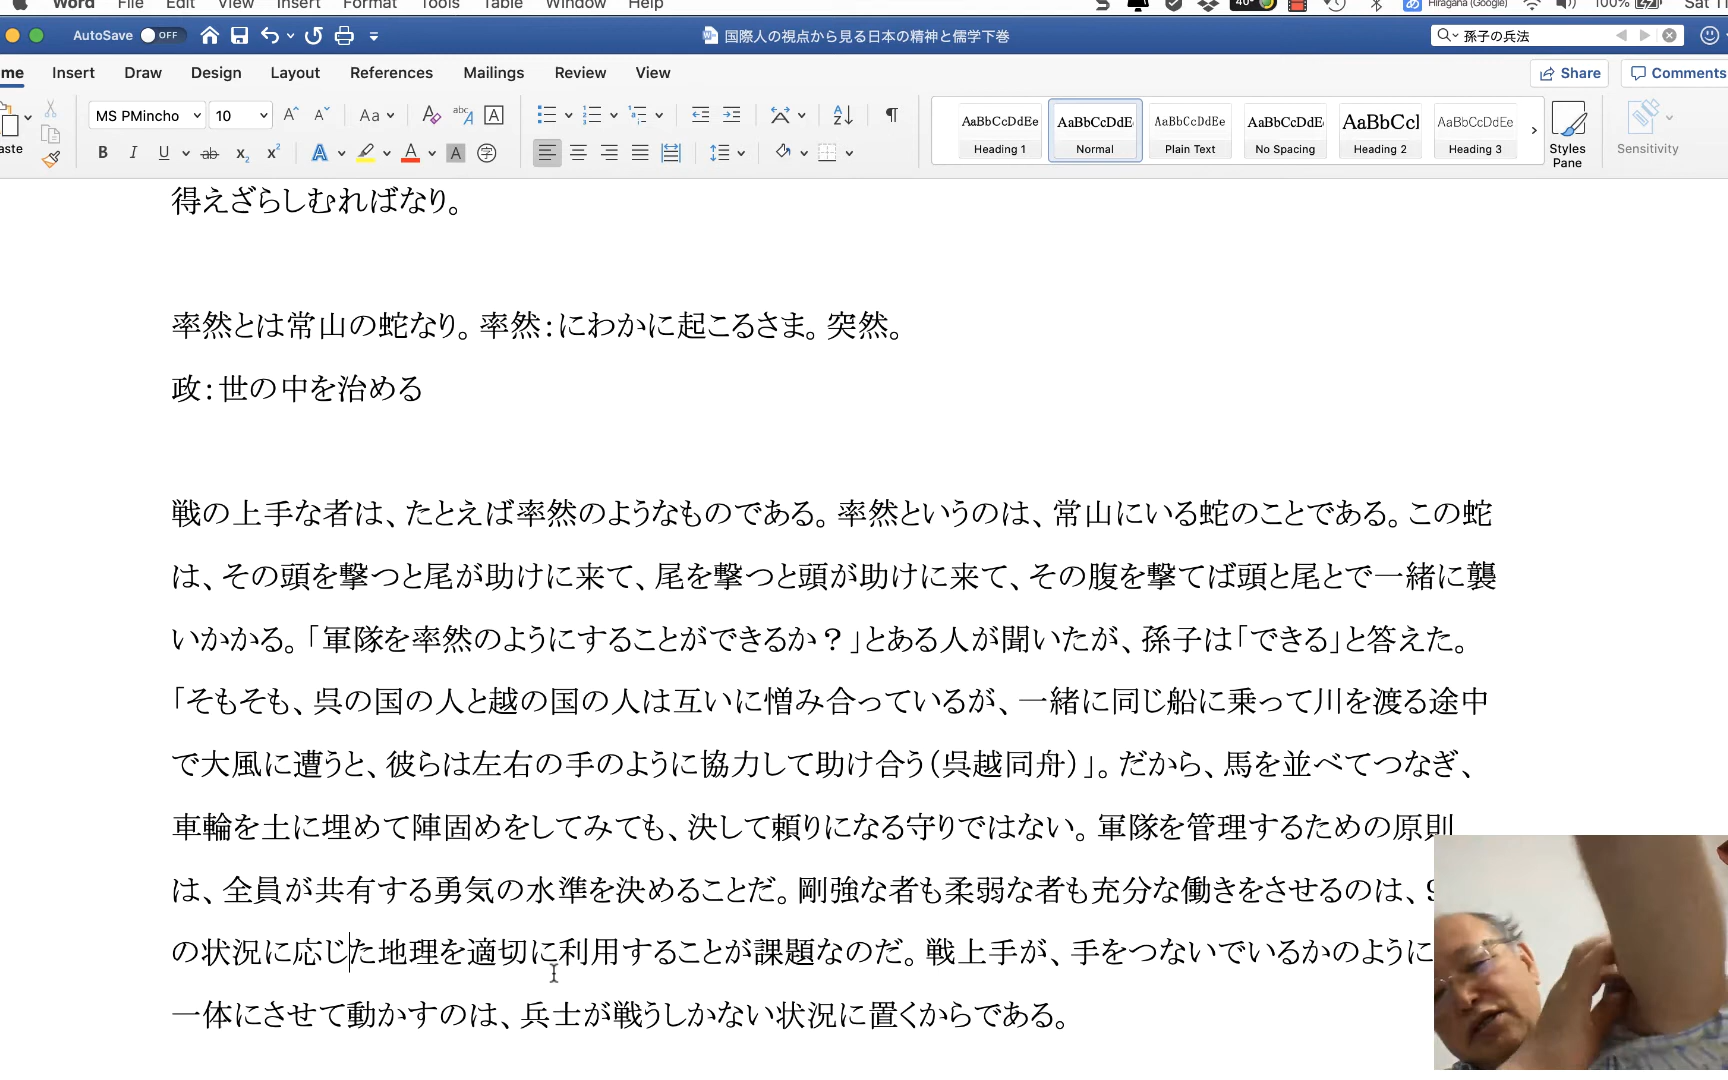 Word File Edit View Insert Format Tools Table Window Help 40° Hiragana (Google) 100% Sat
AutoSave OFF 国際人の視点から見る日本の精神と儒学下巻 孫子の兵法
me Insert Draw Design Layout References Mailings Review View Share Comments
MS PMincho 10 Aa abc A A AaBbCcDdEe AaBbCcDdE AaBbCcDdEe AaBbCcDdE AaBbCcI AaBbCcDdEe
aste B I U ab X2 X2 A A A 字 Heading 1 Normal Plain Text No Spacing Heading 2 Heading 3 Styles Pane Sensitivity
得えざらしむればなり。
率然とは常山の蛇なり。率然：にわかに起こるさま。突然。
政：世の中を治める
戦の上手な者は、たとえば率然のようなものである。率然というのは、常山にいる蛇のことである。この蛇
は、その頭を撃つと尾が助けに来て、尾を撃つと頭が助けに来て、その腹を撃てば頭と尾とで一緒に襲
いかかる。「軍隊を率然のようにすることができるか？」とある人が聞いたが、孫子は「できる」と答えた。
「そもそも、呉の国の人と越の国の人は互いに憎み合っているが、一緒に同じ船に乗って川を渡る途中
で大風に遭うと、彼らは左右の手のように協力して助け合う（呉越同舟）」。だから、馬を並べてつなぎ、
車輪を土に埋めて陣固めをしてみても、決して頼りになる守りではない。軍隊を管理するための原則
は、全員が共有する勇気の水準を決めることだ。剛強な者も柔弱な者も充分な働きをさせるのは、
の状況に応じた地理を適切に利用することが課題なのだ。戦上手が、手をつないでいるかのように
一体にさせて動かすのは、兵士が戦うしかない状況に置くからである。